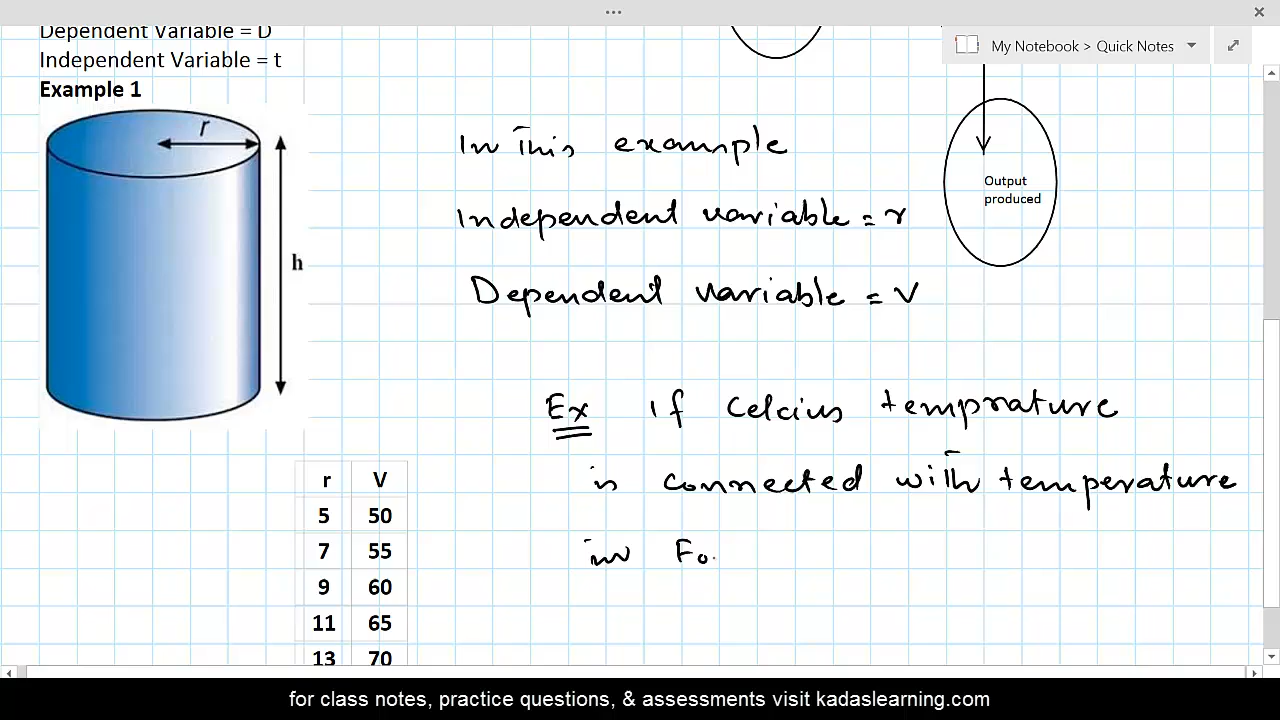 Dependent Variable = D
Independent Variable = t
Example 1
My Notebook > Quick Notes
r
h
In This example
Independent variable = r
Dependent variable = V
Output
produced
Ex If Celcius temprature
is connected with temperature
in Fo
r V
5 50
7 55
9 60
11 65
13 70
for class notes, practice questions, & assessments visit kadaslearning.com